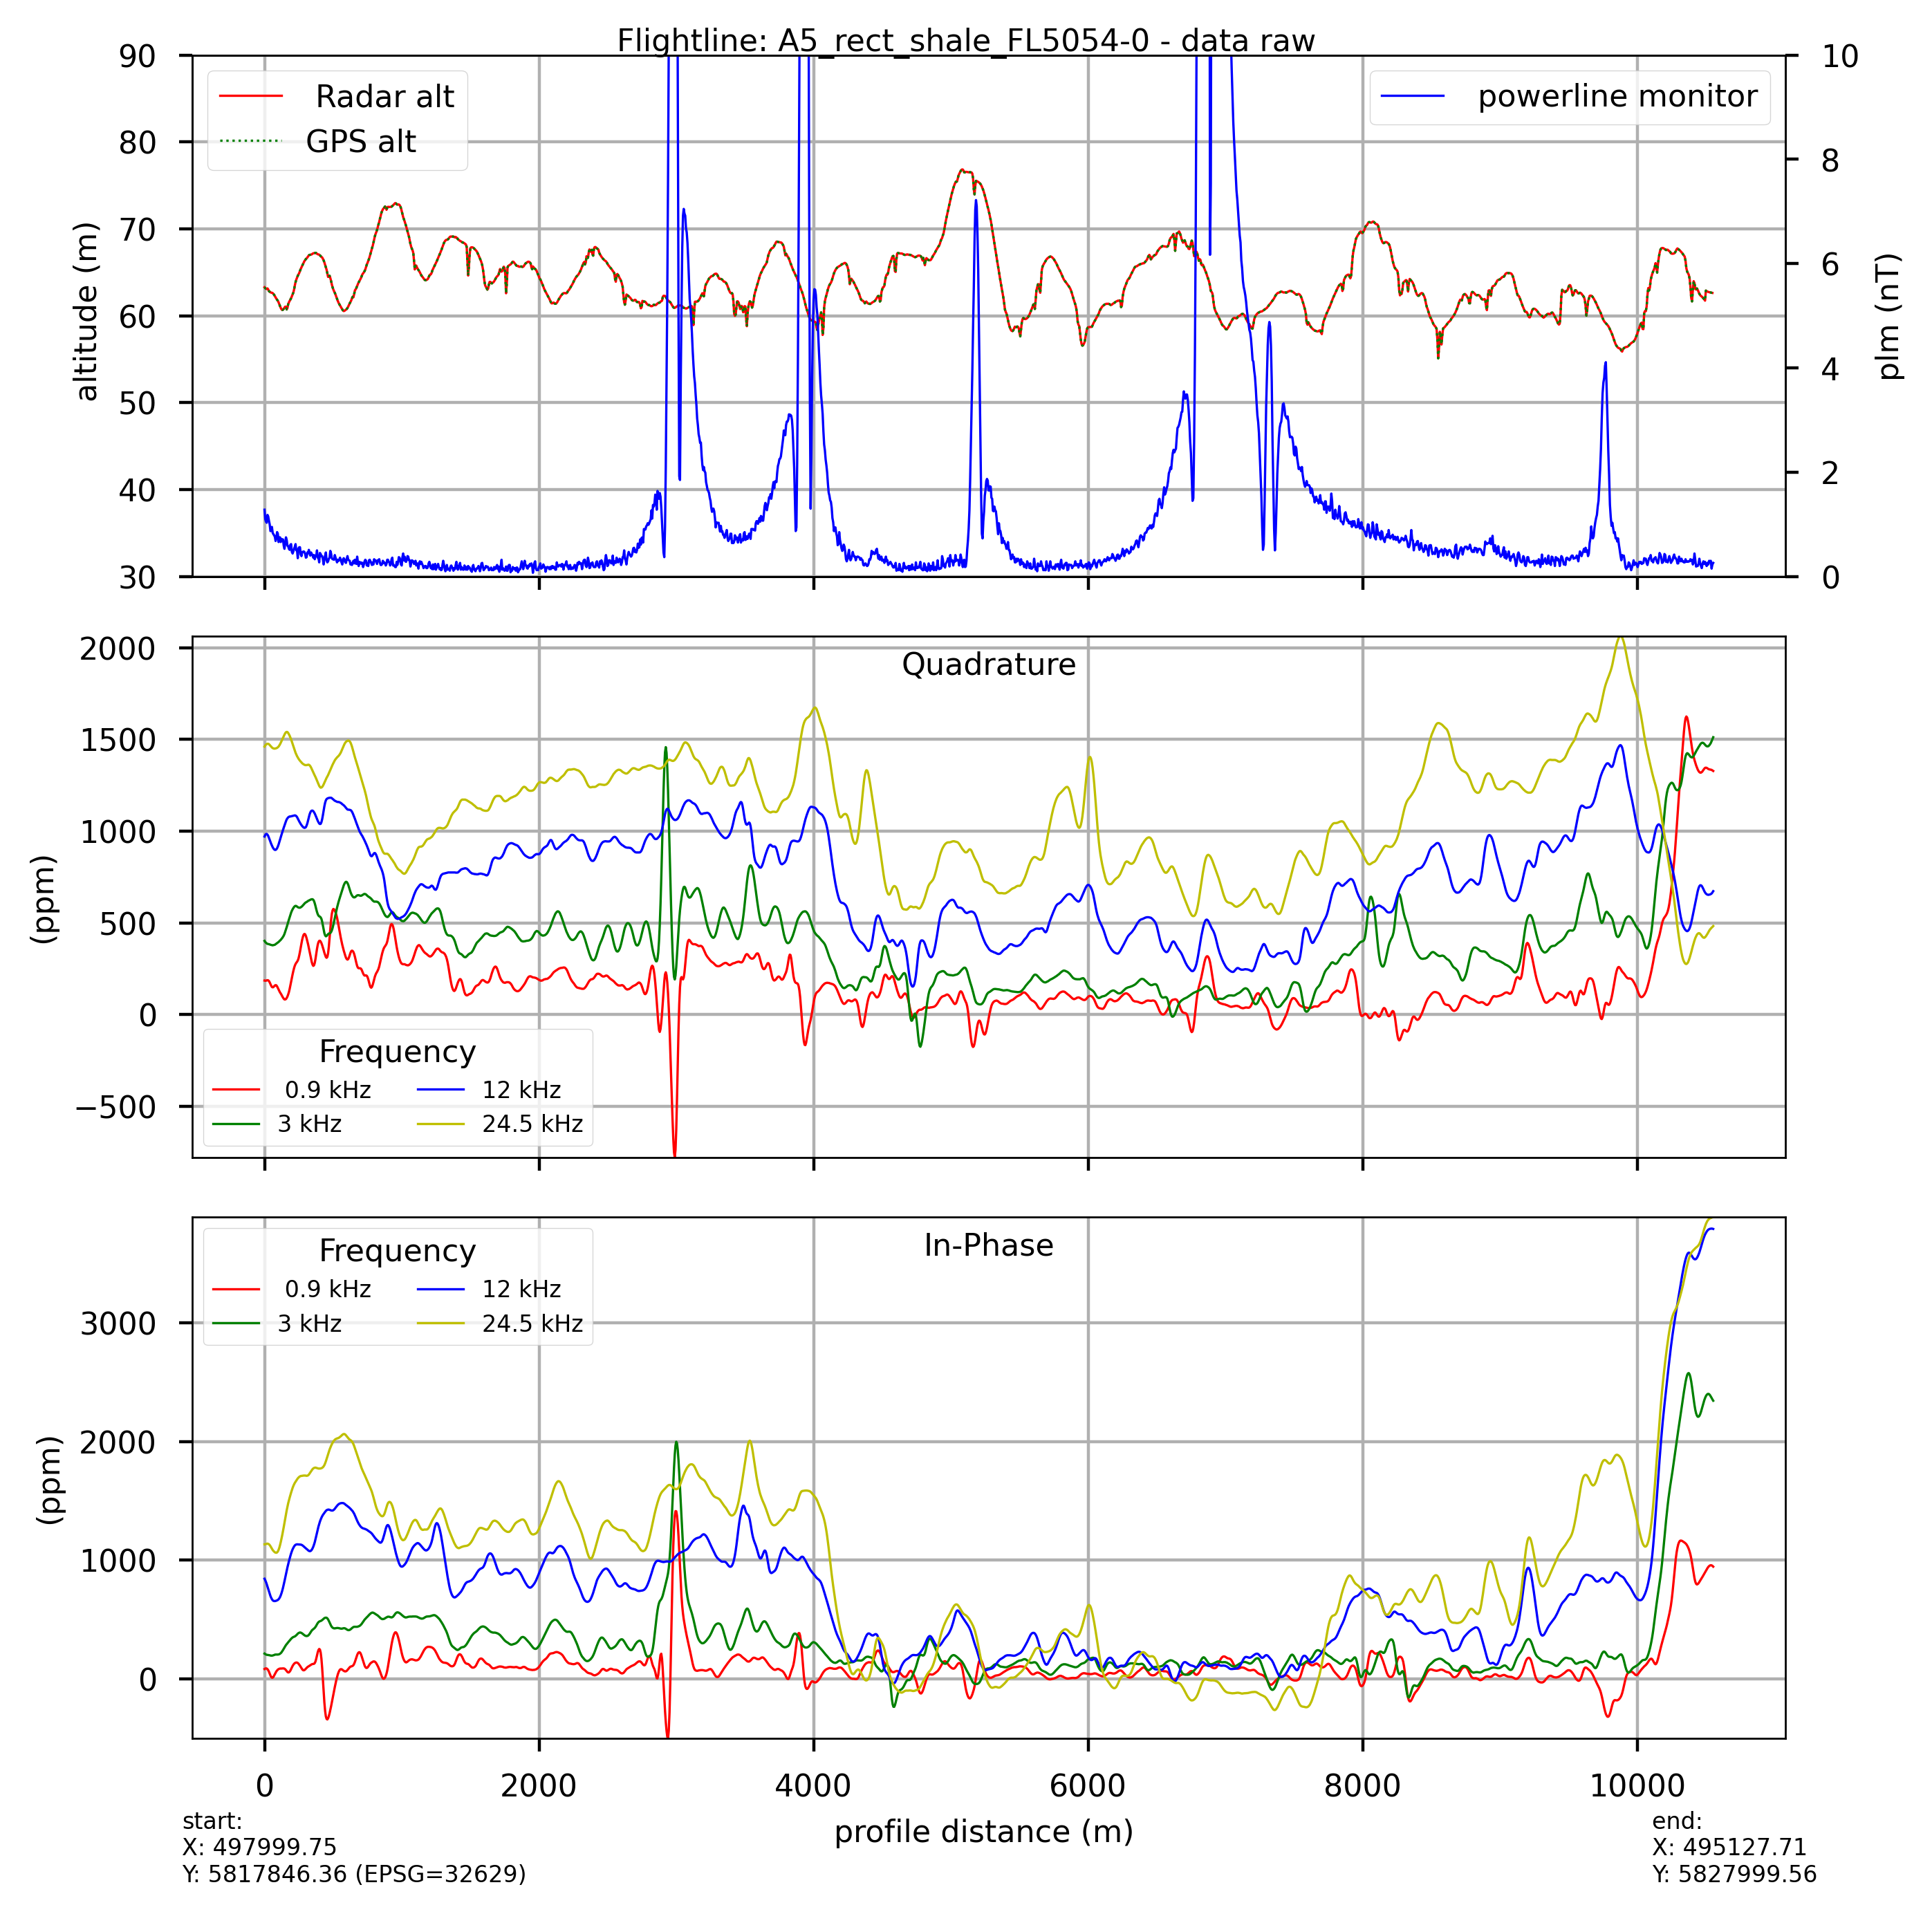 Flightline: A5_rect_shale_FL5054-0 - data raw
90
80
70
60
50
40
30
altitude (m)
Radar alt
GPS alt
powerline monitor
10
8
6
4
2
0
plm (nT)
Quadrature
2000
1500
1000
500
0
−500
(ppm)
Frequency
0.9 kHz 12 kHz
3 kHz 24.5 kHz
In-Phase
Frequency
0.9 kHz 12 kHz
3 kHz 24.5 kHz
3000
2000
1000
0
(ppm)
0 2000 4000 6000 8000 10000
profile distance (m)
start:
X: 497999.75
Y: 5817846.36 (EPSG=32629)
end:
X: 495127.71
Y: 5827999.56